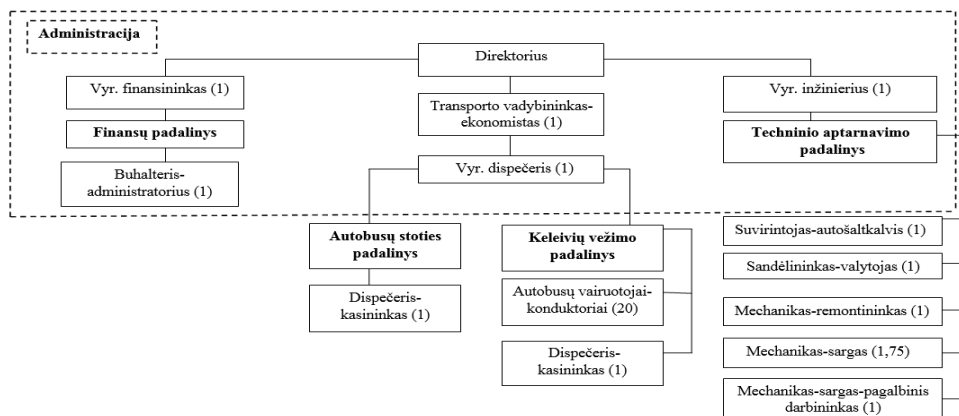 Administracija
Direktorius
Vyr. finansininkas (1)
Transporto vadybininkas-
ekonomistas (1)
Vyr. inžinierius (1)
Finansų padalinys
Techninio aptarnavimo
padalinys
Buhalteris-
administratorius (1)
Vyr. dispečeris (1)
Autobusų stoties
padalinys
Keleivių vežimo
padalinys
Dispečeris-
kasininkas (1)
Autobusų vairuotojai-
konduktoriai (20)
Dispečeris-
kasininkas (1)
Suvirintojas-autošaltkalvis (1)
Sandėlininkas-valytojas (1)
Mechanikas-remontininkas (1)
Mechanikas-sargas (1,75)
Mechanikas-sargas-pagalbinis
darbininkas (1)